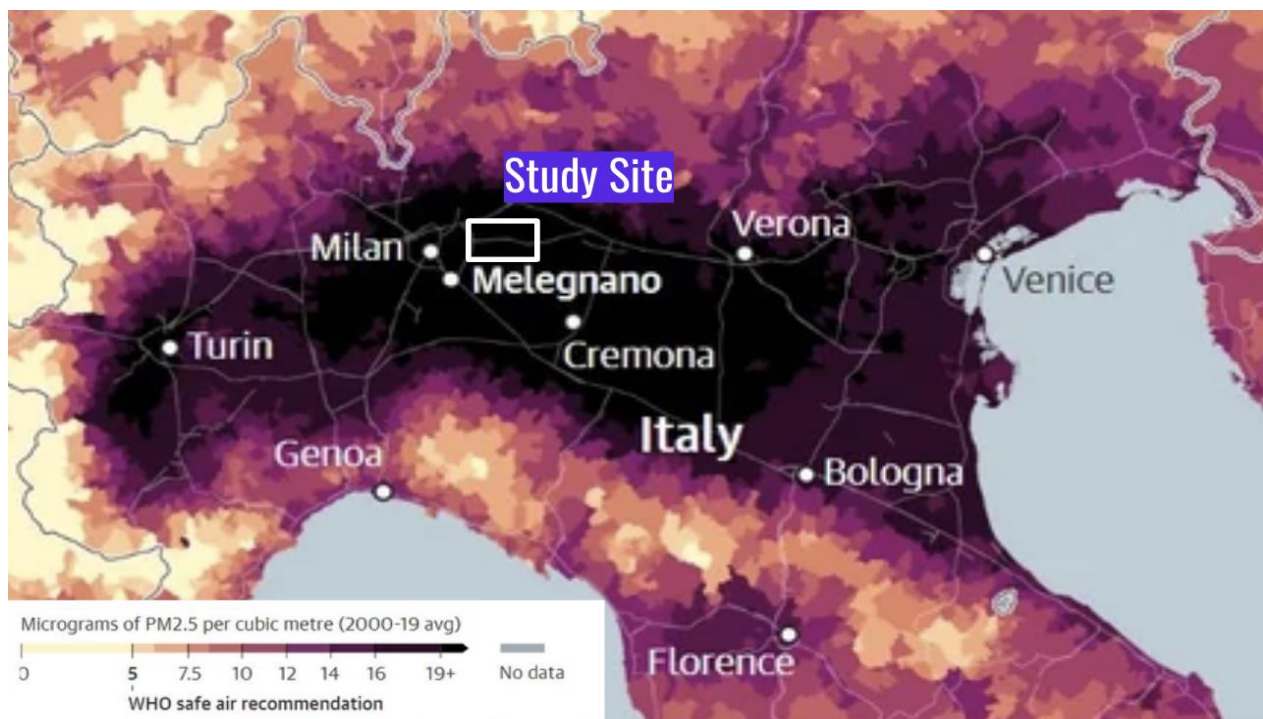 Study Site
Milan
Verona
Melegnano
Venice
Turin
Cremona
Italy
Genoa
Bologna
Micrograms of PM2.5 per cubic metre (2000-19 avg)
0 5 7.5 10 12 14 16 19+ No data
WHO safe air recommendation
Florence